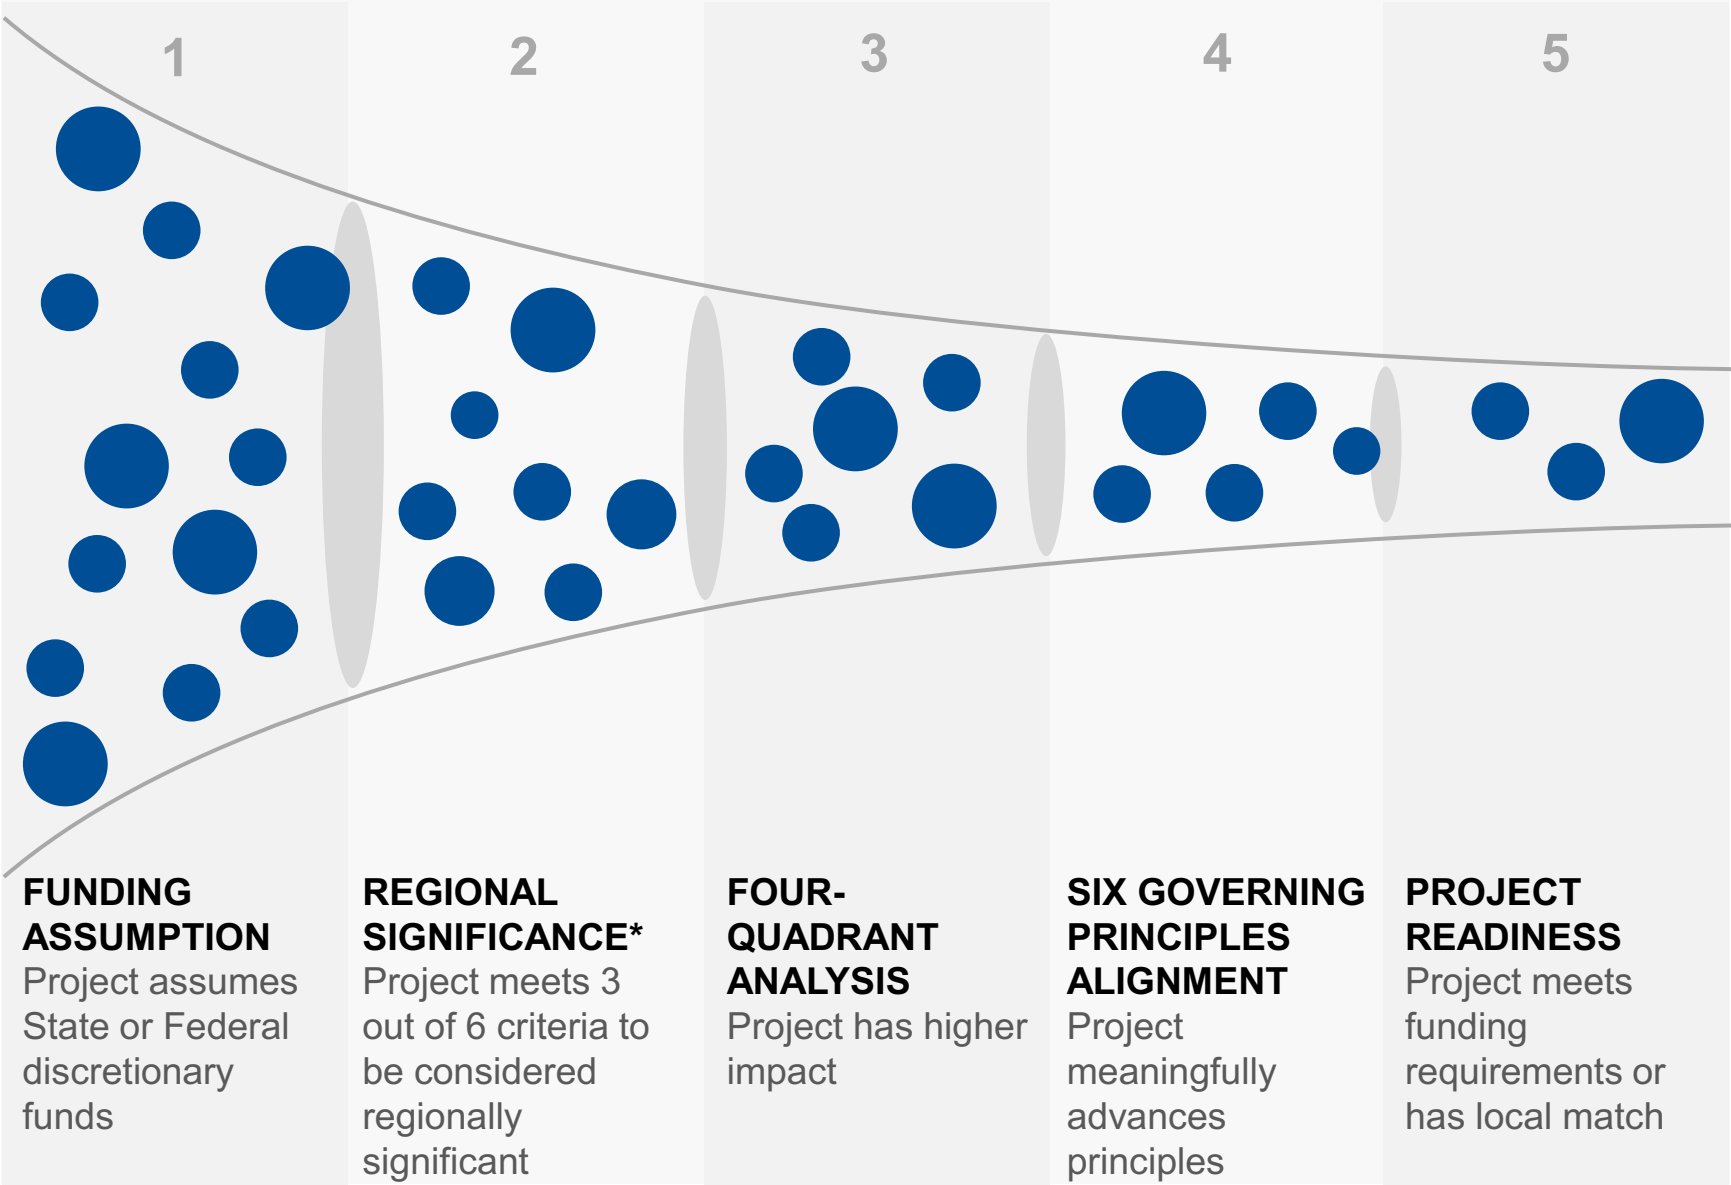 1
2
3
4
5
FUNDING
ASSUMPTION
Project assumes
State or Federal
discretionary
funds
REGIONAL
SIGNIFICANCE*
Project meets 3
out of 6 criteria to
be considered
regionally
significant
FOUR-
QUADRANT
ANALYSIS
Project has higher
impact
SIX GOVERNING
PRINCIPLES
ALIGNMENT
Project
meaningfully
advances
principles
PROJECT
READINESS
Project meets
funding
requirements or
has local match